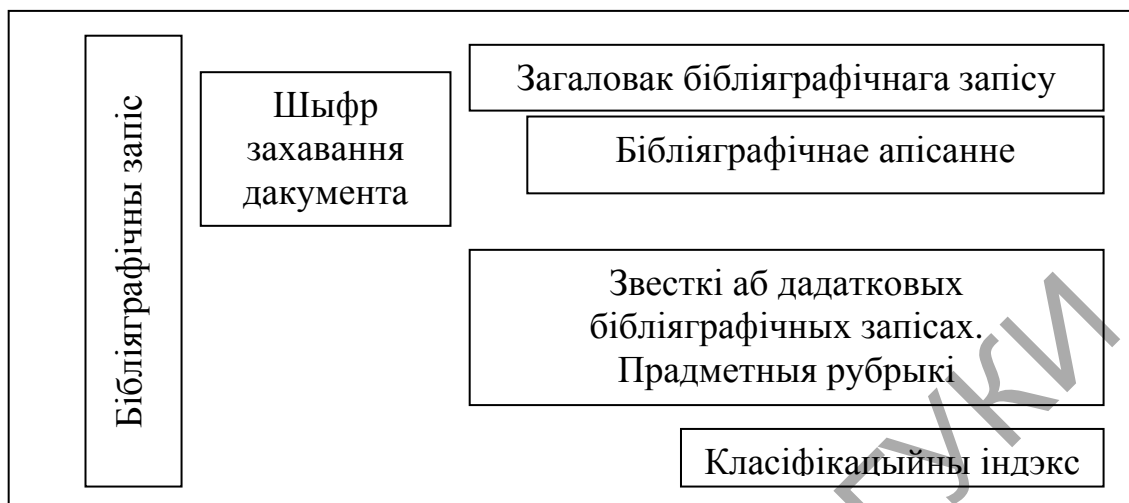 Бібліяграфічны запіс
Шыфр
захавання
дакумента
Загаловак бібліяграфічнага запісу
Бібліяграфічнае апісанне
Звесткі аб дадатковых
бібліяграфічных запісах.
Прадметныя рубрыкі
Класіфікацыйны індэкс
ГУКИ